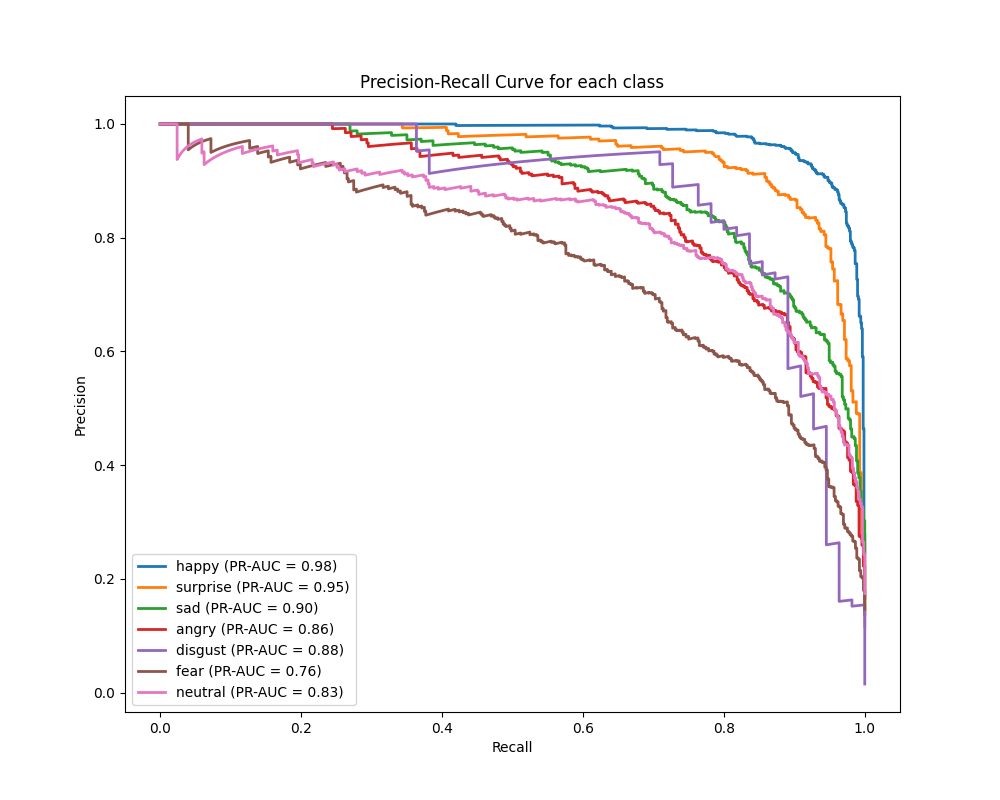 Precision-Recall Curve for each class
1.0
0.8
0.6
0.4
0.2
0.0
Precision
happy (PR-AUC = 0.98)
surprise (PR-AUC = 0.95)
sad (PR-AUC = 0.90)
angry (PR-AUC = 0.86)
disgust (PR-AUC = 0.88)
fear (PR-AUC = 0.76)
neutral (PR-AUC = 0.83)
0.0 0.2 0.4 0.6 0.8 1.0
Recall